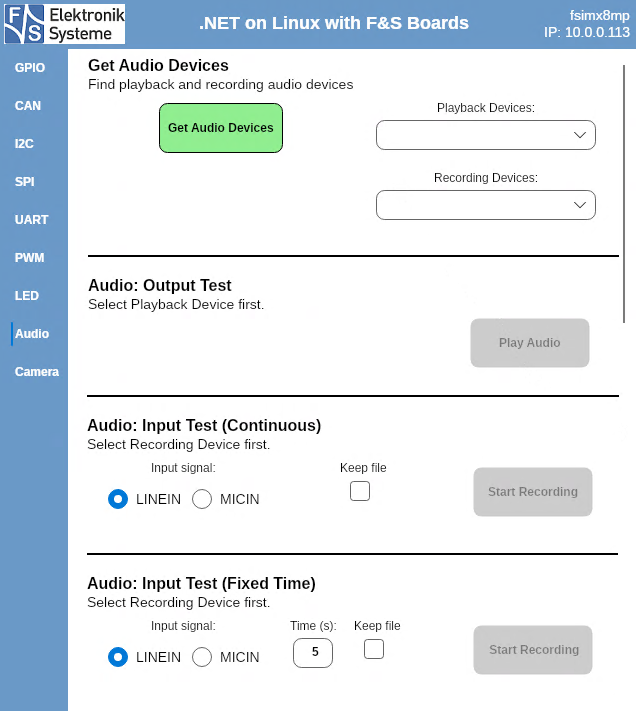 F&S Elektronik Systeme
.NET on Linux with F&S Boards
fsimx8mp
IP: 10.0.0.113
GPIO
CAN
I2C
SPI
UART
PWM
LED
Audio
Camera
Get Audio Devices
Find playback and recording audio devices
Get Audio Devices
Playback Devices:
Recording Devices:
Audio: Output Test
Select Playback Device first.
Play Audio
Audio: Input Test (Continuous)
Select Recording Device first.
Input signal:
Keep file
LINEIN
MICIN
Start Recording
Audio: Input Test (Fixed Time)
Select Recording Device first.
Input signal:
Time (s):
Keep file
LINEIN
MICIN
5
Start Recording